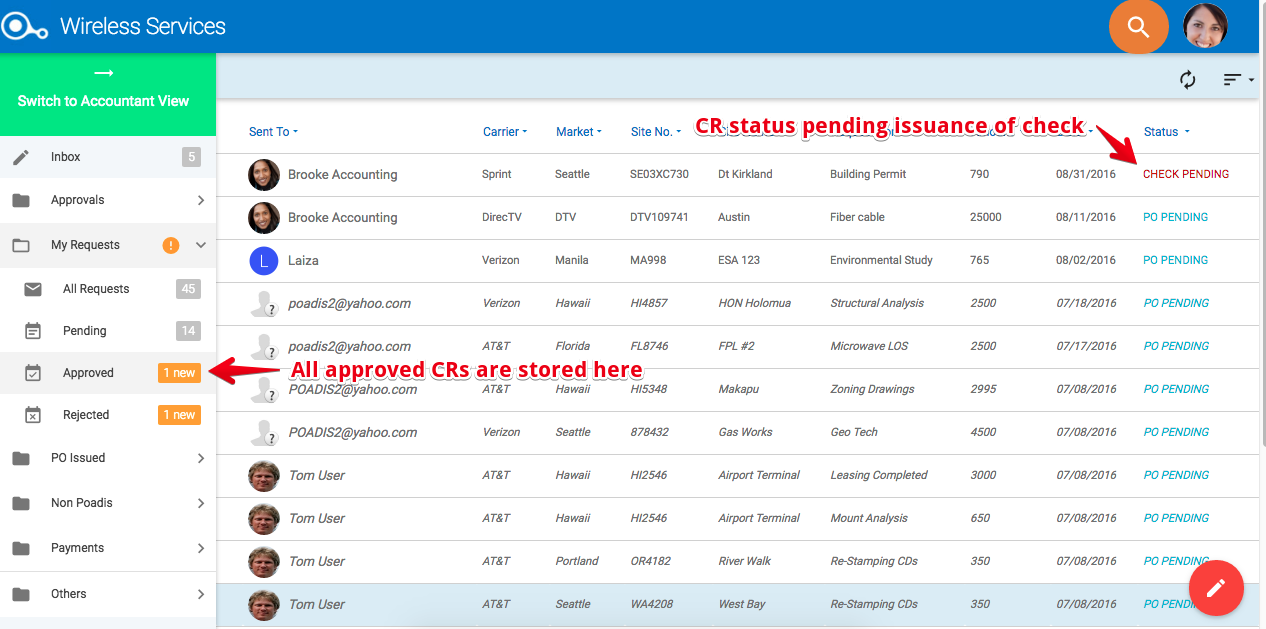 Wireless Services
Switch to Accountant View
Inbox 5
Approvals
My Requests !
All Requests 45
Pending 14
Approved 1 new
Rejected 1 new
PO Issued
Non Poadis
Payments
Others
CR status pending issuance of check
All approved CRs are stored here
Sent To Carrier Market Site No. Status
Brooke Accounting Sprint Seattle SE03XC730 Dt Kirkland Building Permit 790 08/31/2016 CHECK PENDING
Brooke Accounting DirecTV DTV DTV109741 Austin Fiber cable 25000 08/11/2016 PO PENDING
L Laiza Verizon Manila MA998 ESA 123 Environmental Study 765 08/02/2016 PO PENDING
? poadis2@yahoo.com Verizon Hawaii HI4857 HON Holomua Structural Analysis 2500 07/18/2016 PO PENDING
? poadis2@yahoo.com AT&T Florida FL8746 FPL #2 Microwave LOS 2500 07/17/2016 PO PENDING
? POADIS2@yahoo.com AT&T Hawaii HI5348 Makapu Zoning Drawings 2995 07/08/2016 PO PENDING
? POADIS2@yahoo.com Verizon Seattle 878432 Gas Works Geo Tech 4500 07/08/2016 PO PENDING
Tom User AT&T Hawaii HI2546 Airport Terminal Leasing Completed 3000 07/08/2016 PO PENDING
Tom User AT&T Hawaii HI2546 Airport Terminal Mount Analysis 650 07/08/2016 PO PENDING
Tom User AT&T Portland OR4182 River Walk Re-Stamping CDs 350 07/08/2016 PO PENDING
Tom User AT&T Seattle WA4208 West Bay Re-Stamping CDs 350 07/08/2016 PO